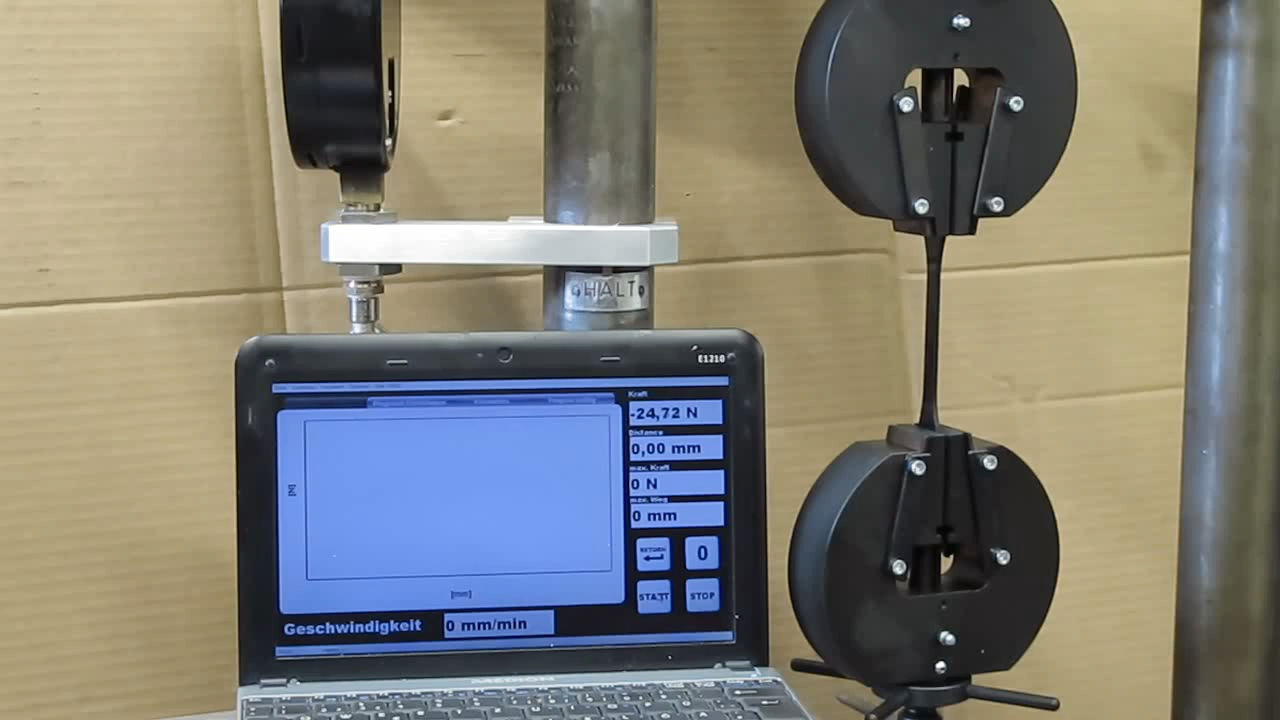 HALT
E1210
Kraft
-24,72 N
Distance
0,00 mm
max. Kraft
0 N
max. Weg
0 mm
[N]
[mm]
RETURN
0
START
STOP
Geschwindigkeit
0 mm/min
MEDION